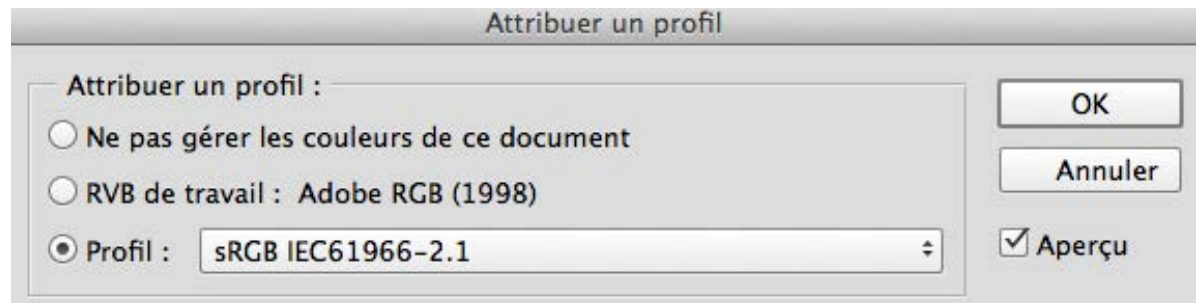 Attribuer un profil
Attribuer un profil :
Ne pas gérer les couleurs de ce document
RVB de travail : Adobe RGB (1998)
Profil : sRGB IEC61966-2.1
OK
Annuler
Aperçu